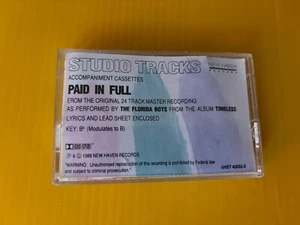 STUDIO TRACKS
ACCOMPANIMENT CASSETTES
PAID IN FULL
FROM THE ORIGINAL 24 TRACK MASTER RECORDING
AS PERFORMED BY THE FLORIDA BOYS FROM THE ALBUM TIMELESS
LYRICS AND LEAD SHEET ENCLOSED
KEY: Bb (Modulates to B)
℗ & © 1988 NEW HAVEN RECORDS
"WARNING: Unauthorized reproduction of this recording is prohibited by Federal law
and subject to criminal prosecution."